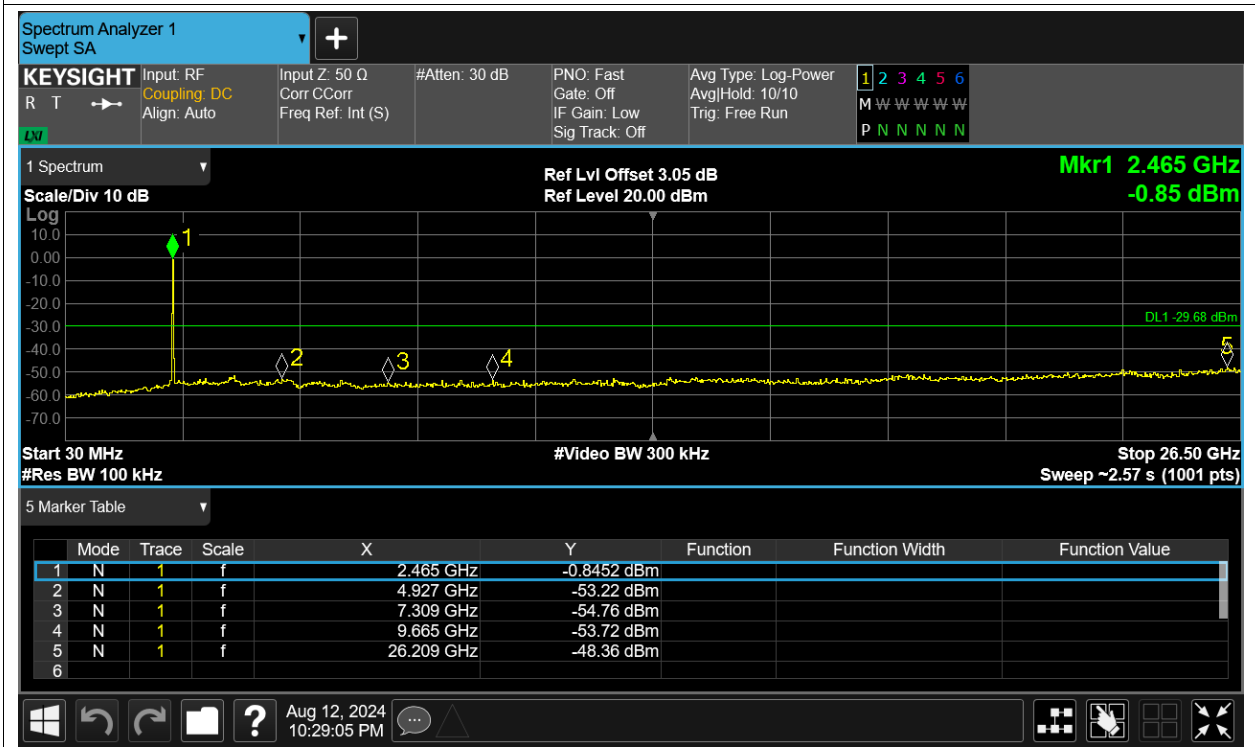 Spectrum Analyzer 1
Swept SA
KEYSIGHT
R T
LXI
Input: RF
Coupling: DC
Align: Auto
Input Z: 50 Ω
Corr CCorr
Freq Ref: Int (S)
#Atten: 30 dB
PNO: Fast
Gate: Off
IF Gain: Low
Sig Track: Off
Avg Type: Log-Power
Avg|Hold: 10/10
Trig: Free Run
1 2 3 4 5 6
M W W W W W
P N N N N N
1 Spectrum
Scale/Div 10 dB
Ref Lvl Offset 3.05 dB
Ref Level 20.00 dBm
Mkr1 2.465 GHz
-0.85 dBm
Log
10.0
0.00
-10.0
-20.0
-30.0
-40.0
-50.0
-60.0
-70.0
1
2
3
4
5
DL1 -29.68 dBm
Start 30 MHz
#Res BW 100 kHz
#Video BW 300 kHz
Stop 26.50 GHz
Sweep ~2.57 s (1001 pts)
5 Marker Table
Mode Trace Scale X Y Function Function Width Function Value
1 N 1 f 2.465 GHz -0.8452 dBm
2 N 1 f 4.927 GHz -53.22 dBm
3 N 1 f 7.309 GHz -54.76 dBm
4 N 1 f 9.665 GHz -53.72 dBm
5 N 1 f 26.209 GHz -48.36 dBm
6
?
Aug 12, 2024
10:29:05 PM